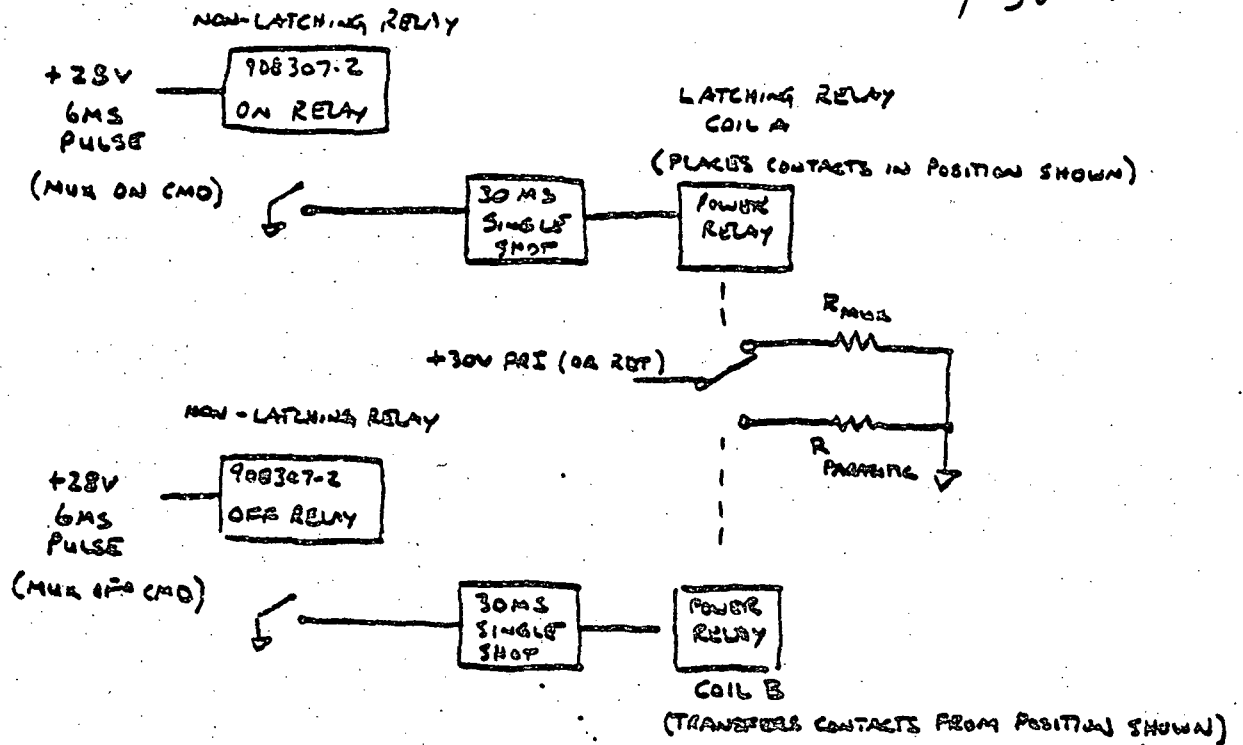 NON-LATCHING RELAY
+28V
6MS
PULSE
(MUX ON CMD)
908307-2
ON RELAY
LATCHING RELAY
COIL A
(PLACES CONTACTS IN POSITION SHOWN)
30 MS
SINGLE
SHOT
POWER
RELAY
+30V PRI (OR RET)
R MUX
R
PARASITIC
NON-LATCHING RELAY
+28V
6MS
PULSE
(MUX OFF CMD)
908307-2
OFF RELAY
30MS
SINGLE
SHOT
POWER
RELAY
COIL B
(TRANSFERS CONTACTS FROM POSITION SHOWN)